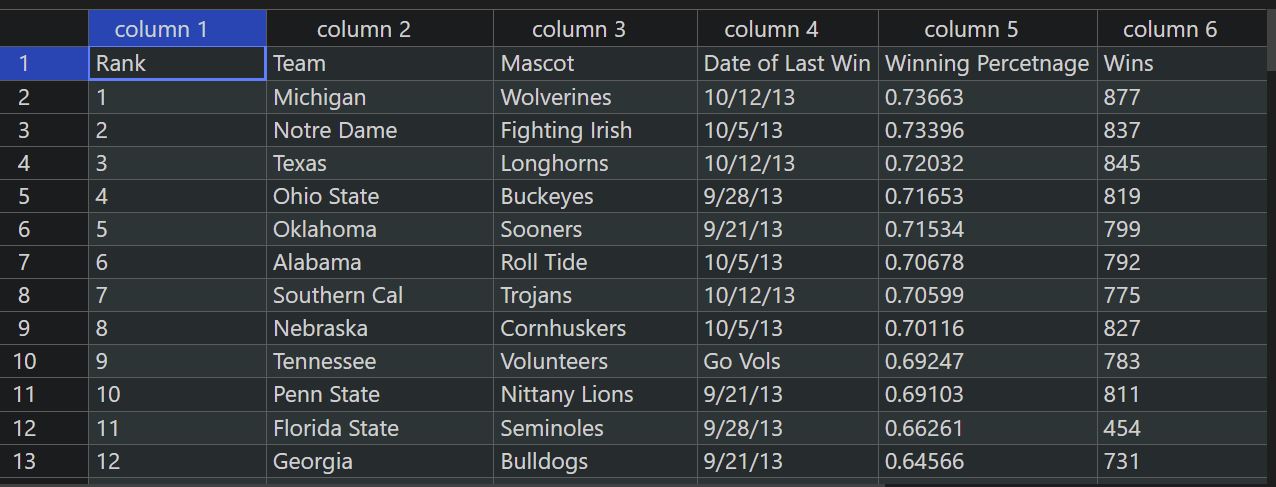 column 1 column 2 column 3 column 4 column 5 column 6
1 Rank Team Mascot Date of Last Win Winning Percetnage Wins
2 1 Michigan Wolverines 10/12/13 0.73663 877
3 2 Notre Dame Fighting Irish 10/5/13 0.73396 837
4 3 Texas Longhorns 10/12/13 0.72032 845
5 4 Ohio State Buckeyes 9/28/13 0.71653 819
6 5 Oklahoma Sooners 9/21/13 0.71534 799
7 6 Alabama Roll Tide 10/5/13 0.70678 792
8 7 Southern Cal Trojans 10/12/13 0.70599 775
9 8 Nebraska Cornhuskers 10/5/13 0.70116 827
10 9 Tennessee Volunteers Go Vols 0.69247 783
11 10 Penn State Nittany Lions 9/21/13 0.69103 811
12 11 Florida State Seminoles 9/28/13 0.66261 454
13 12 Georgia Bulldogs 9/21/13 0.64566 731